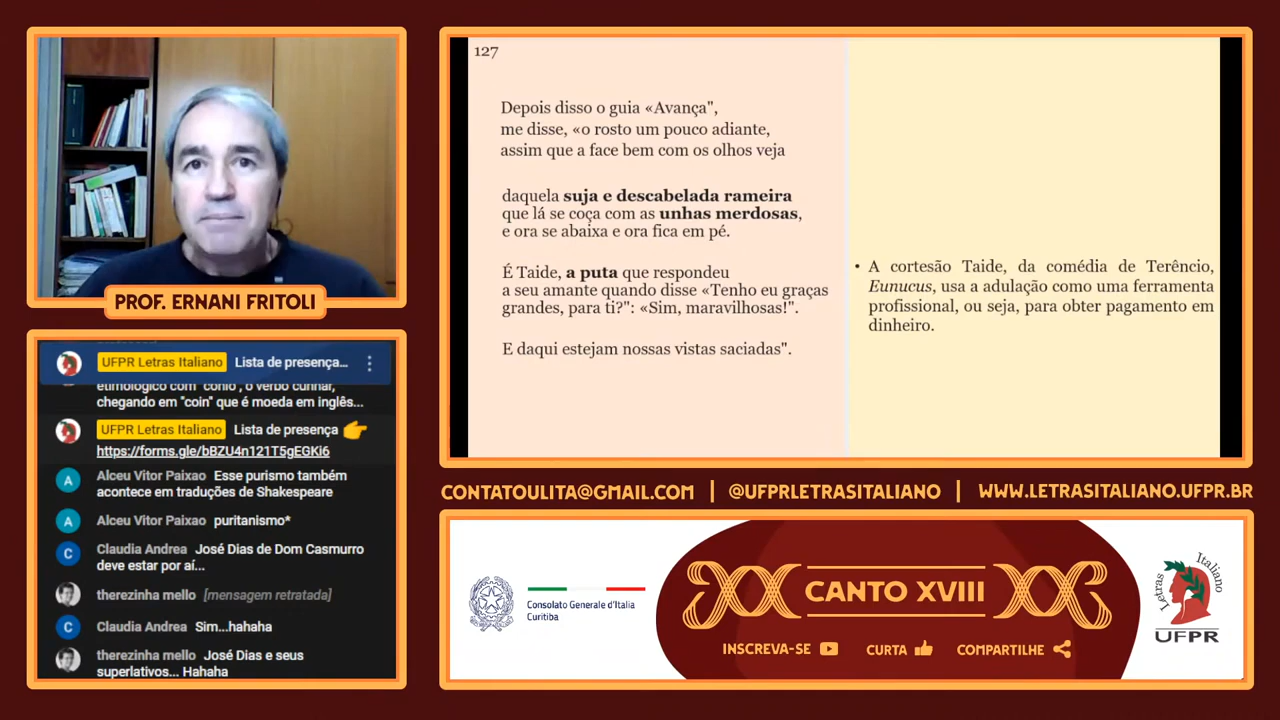 PROF. ERNANI FRITOLI
UFPR Letras Italiano Lista de presença...
etimológico com "conio", o verbo cunhar,
chegando em "coin" que é moeda em inglês...
UFPR Letras Italiano Lista de presença 👉
https://forms.gle/bBZU4n121T5gEGKi6
A Alceu Vitor Paixao Esse purismo também
acontece em traduções de Shakespeare
A Alceu Vitor Paixao puritanismo*
C Claudia Andrea José Dias de Dom Casmurro
deve estar por aí...
therezinha mello [mensagem retratada]
C Claudia Andrea Sim...hahaha
therezinha mello José Dias e seus
superlativos... Hahaha
127
Depois disso o guia «Avança",
me disse, «o rosto um pouco adiante,
assim que a face bem com os olhos veja
daquela suja e descabelada rameira
que lá se coça com as unhas merdosas,
e ora se abaixa e ora fica em pé.
É Taide, a puta que respondeu
a seu amante quando disse «Tenho eu graças
grandes, para ti?": «Sim, maravilhosas!".
E daqui estejam nossas vistas saciadas".
• A cortesão Taide, da comédia de Terêncio,
Eunucus, usa a adulação como uma ferramenta
profissional, ou seja, para obter pagamento em
dinheiro.
CONTATOULITA@GMAIL.COM | @UFPRLETRASITALIANO | WWW.LETRASITALIANO.UFPR.BR
Consolato Generale d'Italia
Curitiba
CANTO XVIII
INSCREVA-SE CURTA COMPARTILHE
Letras Italiano
UFPR